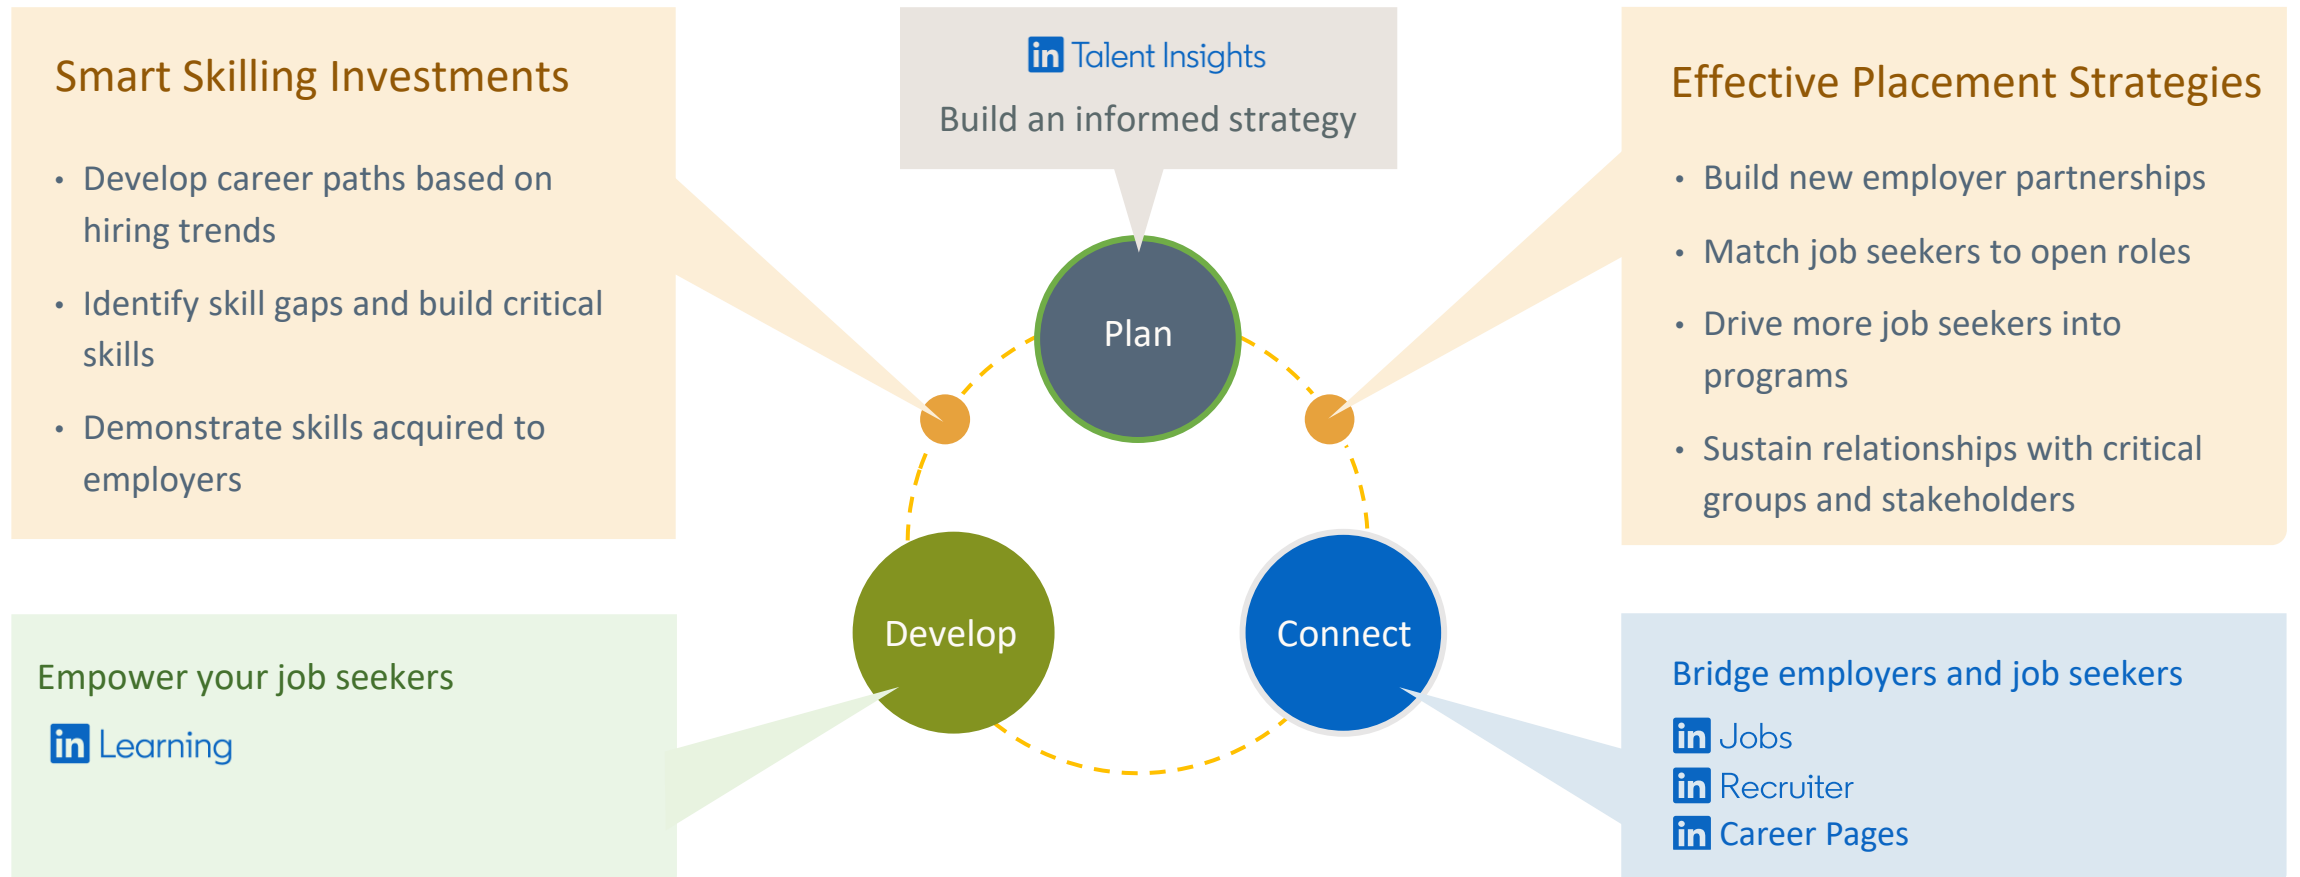 Smart Skilling Investments
• Develop career paths based on
hiring trends
• Identify skill gaps and build critical
skills
• Demonstrate skills acquired to
employers
in Talent Insights
Build an informed strategy
Effective Placement Strategies
• Build new employer partnerships
• Match job seekers to open roles
• Drive more job seekers into
programs
• Sustain relationships with critical
groups and stakeholders
Plan
Develop
Connect
Empower your job seekers
in Learning
Bridge employers and job seekers
in Jobs
in Recruiter
in Career Pages